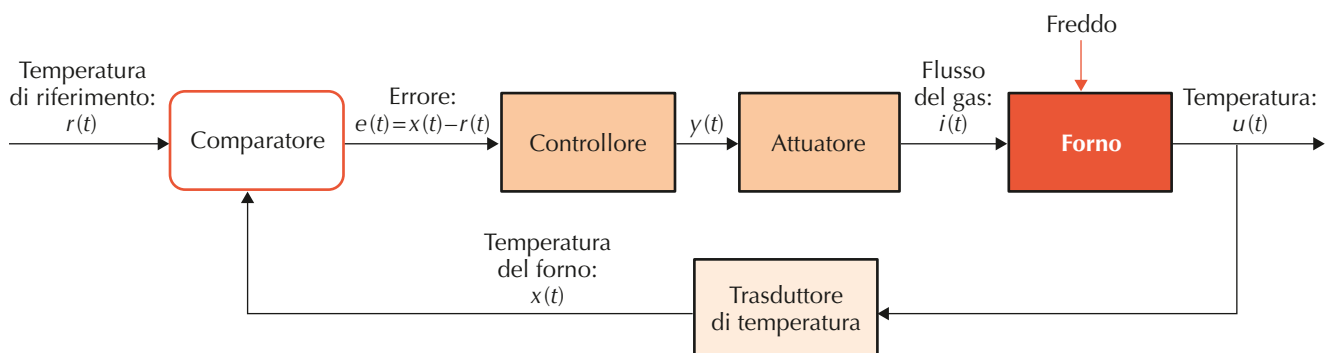 Freddo
Temperatura
di riferimento:
r(t)
Comparatore
Errore:
e(t)=x(t)–r(t)
Controllore
y(t)
Attuatore
Flusso
del gas:
i(t)
Forno
Temperatura:
u(t)
Temperatura
del forno:
x(t)
Trasduttore
di temperatura